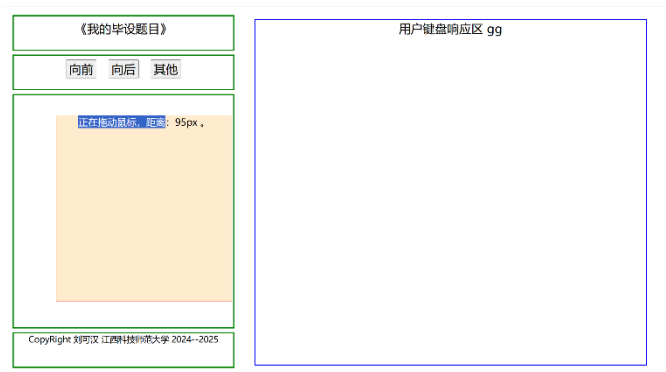 《我的毕设题目》
向前 向后 其他
正在拖动鼠标，距离：95px 。
CopyRight 刘可汉 江西科技师范大学 2024--2025
用户键盘响应区 gg